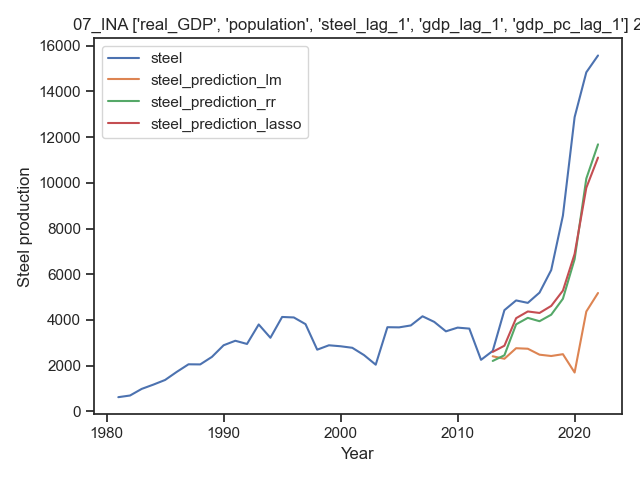 07_INA ['real_GDP', 'population', 'steel_lag_1', 'gdp_lag_1', 'gdp_pc_lag_1'] 2
steel
steel_prediction_lm
steel_prediction_rr
steel_prediction_lasso
Steel production
16000
14000
12000
10000
8000
6000
4000
2000
0
1980
1990
2000
2010
2020
Year